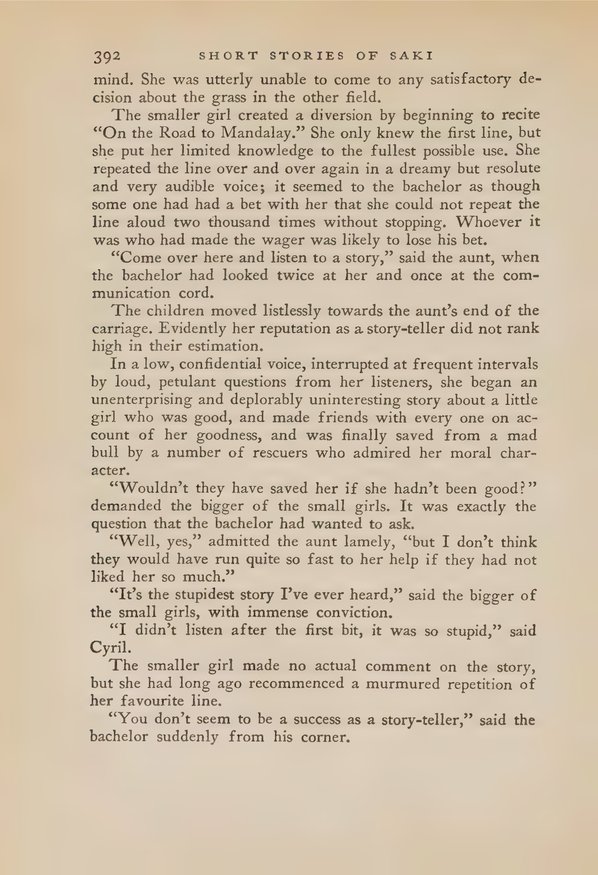 392 SHORT STORIES OF SAKI
mind. She was utterly unable to come to any satisfactory de-
cision about the grass in the other field.
The smaller girl created a diversion by beginning to recite
“On the Road to Mandalay.” She only knew the first line, but
she put her limited knowledge to the fullest possible use. She
repeated the line over and over again in a dreamy but resolute
and very audible voice; it seemed to the bachelor as though
some one had had a bet with her that she could not repeat the
line aloud two thousand times without stopping. Whoever it
was who had made the wager was likely to lose his bet.
“Come over here and listen to a story,” said the aunt, when
the bachelor had looked twice at her and once at the com-
munication cord.
The children moved listlessly towards the aunt’s end of the
carriage. Evidently her reputation as a story-teller did not rank
high in their estimation.
In a low, confidential voice, interrupted at frequent intervals
by loud, petulant questions from her listeners, she began an
unenterprising and deplorably uninteresting story about a little
girl who was good, and made friends with every one on ac-
count of her goodness, and was finally saved from a mad
bull by a number of rescuers who admired her moral char-
acter.
“Wouldn’t they have saved her if she hadn’t been good?”
demanded the bigger of the small girls. It was exactly the
question that the bachelor had wanted to ask.
“Well, yes,” admitted the aunt lamely, “but I don’t think
they would have run quite so fast to her help if they had not
liked her so much.”
“It’s the stupidest story I’ve ever heard,” said the bigger of
the small girls, with immense conviction.
“I didn’t listen after the first bit, it was so stupid,” said
Cyril.
The smaller girl made no actual comment on the story,
but she had long ago recommenced a murmured repetition of
her favourite line.
“You don’t seem to be a success as a story-teller,” said the
bachelor suddenly from his corner.